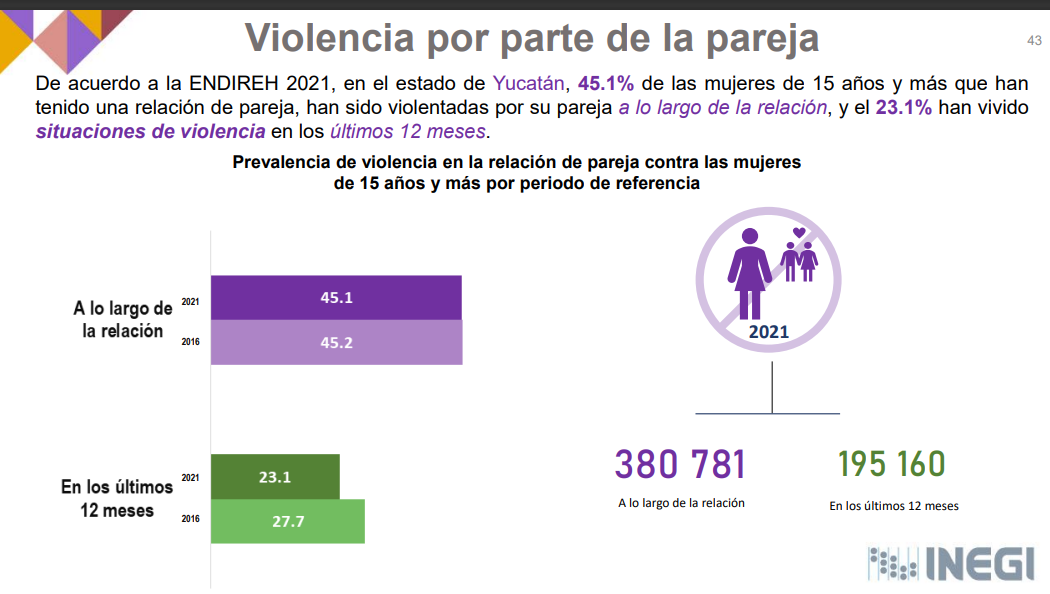 Violencia por parte de la pareja
43
De acuerdo a la ENDIREH 2021, en el estado de Yucatán, 45.1% de las mujeres de 15 años y más que han
tenido una relación de pareja, han sido violentadas por su pareja a lo largo de la relación, y el 23.1% han vivido
situaciones de violencia en los últimos 12 meses.
Prevalencia de violencia en la relación de pareja contra las mujeres
de 15 años y más por periodo de referencia
A lo largo de
la relación
2021
45.1
2016
45.2
En los últimos
12 meses
2021
23.1
2016
27.7
2021
380 781
A lo largo de la relación
195 160
En los últimos 12 meses
INEGI